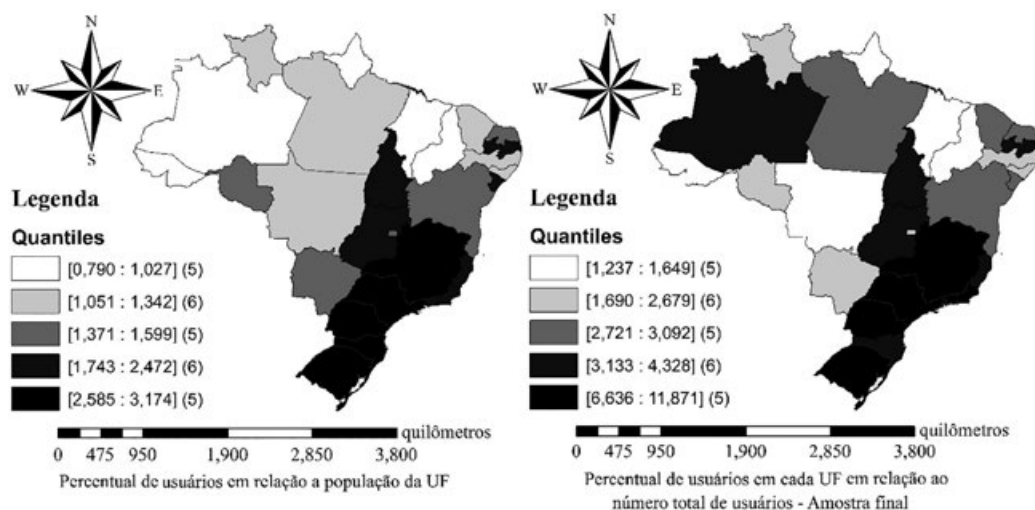 N
W E
S
Legenda
Quantiles
[0,790 : 1,027] (5)
[1,051 : 1,342] (6)
[1,371 : 1,599] (5)
[1,743 : 2,472] (6)
[2,585 : 3,174] (5)
quilômetros
0 475 950 1,900 2,850 3,800
Percentual de usuários em relação a população da UF
N
W E
S
Legenda
Quantiles
[1,237 : 1,649] (5)
[1,690 : 2,679] (6)
[2,721 : 3,092] (5)
[3,133 : 4,328] (6)
[6,636 : 11,871] (5)
quilômetros
0 475 950 1,900 2,850 3,800
Percentual de usuários em cada UF em relação ao
número total de usuários - Amostra final